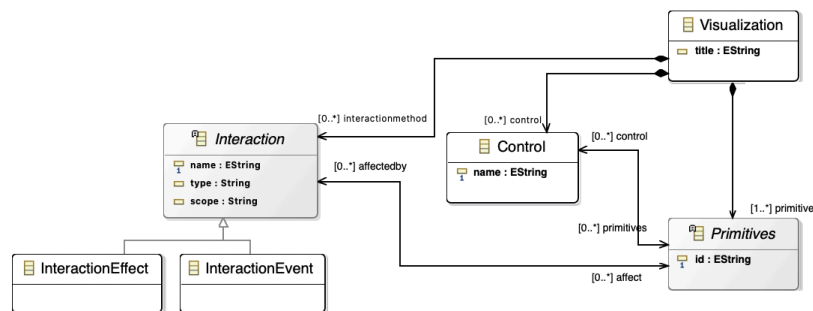 Visualization
title : EString
[0..*] interactionmethod
[0..*] control
Interaction
name : EString
type : String
scope : String
Control
name : EString
[0..*] control
[0..*] affectedby
[0..*] primitives
[1..*] primitive
Primitives
id : EString
[0..*] affect
InteractionEffect
InteractionEvent